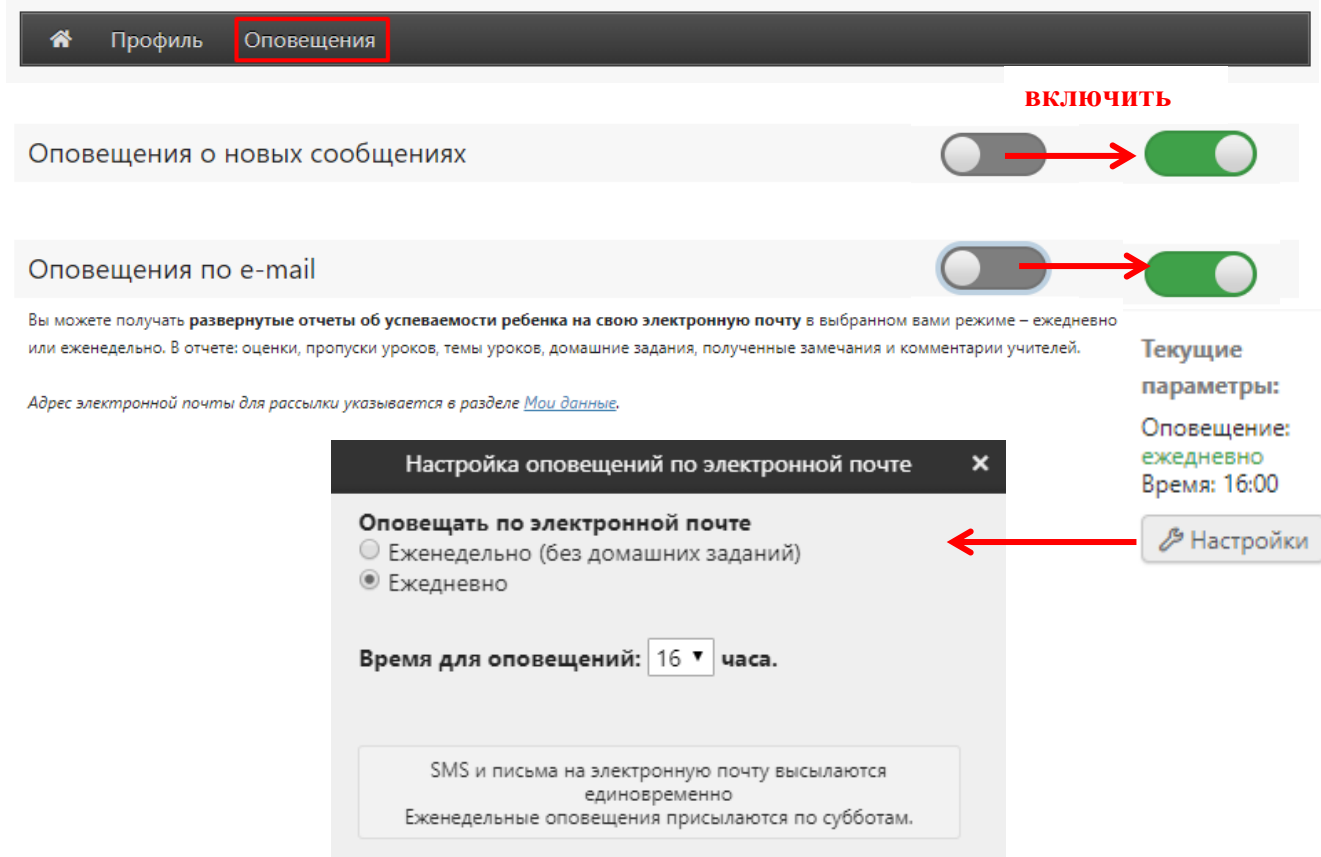 Профиль Оповещения
включить
Оповещения о новых сообщениях
Оповещения по e-mail
Вы можете получать развернутые отчеты об успеваемости ребенка на свою электронную почту в выбранном вами режиме – ежедневно
или еженедельно. В отчете: оценки, пропуски уроков, темы уроков, домашние задания, полученные замечания и комментарии учителей.
Адрес электронной почты для рассылки указывается в разделе Мои данные.
Текущие
параметры:
Оповещение:
ежедневно
Время: 16:00
Настройки
Настройка оповещений по электронной почте ×
Оповещать по электронной почте
Еженедельно (без домашних заданий)
Ежедневно
Время для оповещений: 16 часа.
SMS и письма на электронную почту высылаются
единовременно
Еженедельные оповещения присылаются по субботам.